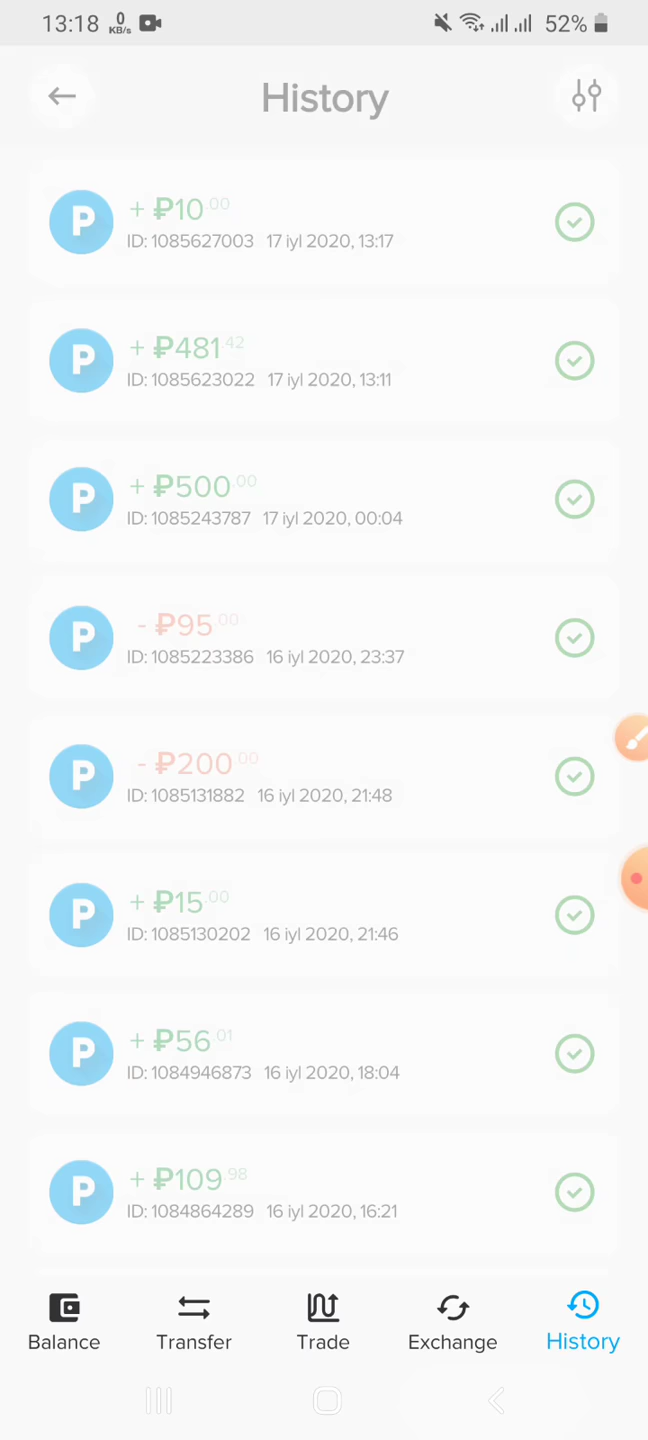 13:18 0 KB/s 52%
History
+ ₽10.00
ID: 1085627003 17 iyl 2020, 13:17
+ ₽481.42
ID: 1085623022 17 iyl 2020, 13:11
+ ₽500.00
ID: 1085243787 17 iyl 2020, 00:04
- ₽95.00
ID: 1085223386 16 iyl 2020, 23:37
- ₽200.00
ID: 1085131882 16 iyl 2020, 21:48
+ ₽15.00
ID: 1085130202 16 iyl 2020, 21:46
+ ₽56.01
ID: 1084946873 16 iyl 2020, 18:04
+ ₽109.98
ID: 1084864289 16 iyl 2020, 16:21
Balance Transfer Trade Exchange History